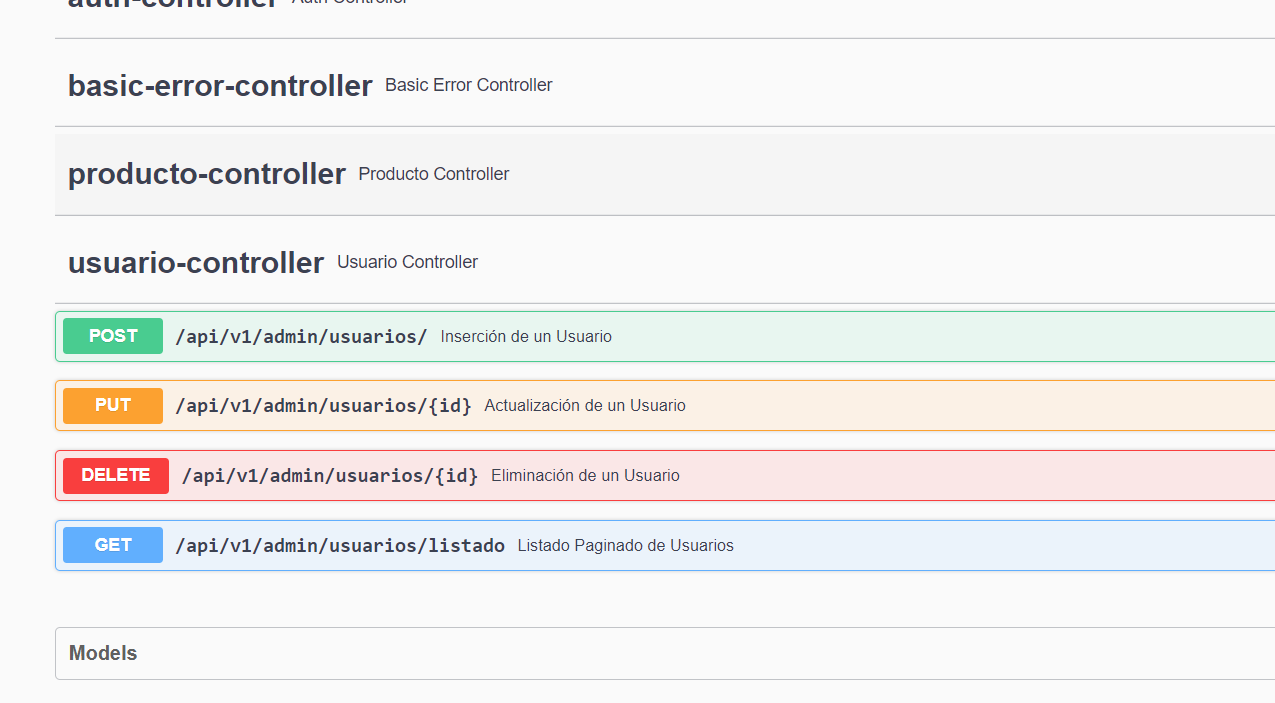 auth-controller Auth Controller
basic-error-controller Basic Error Controller
producto-controller Producto Controller
usuario-controller Usuario Controller
POST /api/v1/admin/usuarios/ Inserción de un Usuario
PUT /api/v1/admin/usuarios/{id} Actualización de un Usuario
DELETE /api/v1/admin/usuarios/{id} Eliminación de un Usuario
GET /api/v1/admin/usuarios/listado Listado Paginado de Usuarios
Models